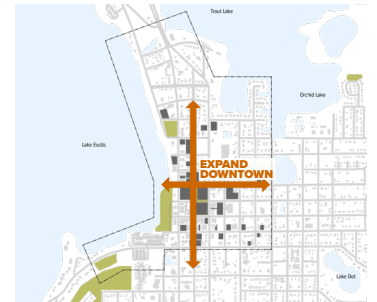 Trout Lake
Orchid Lake
Lake Eustis
EXPAND
DOWNTOWN
Lake Dot